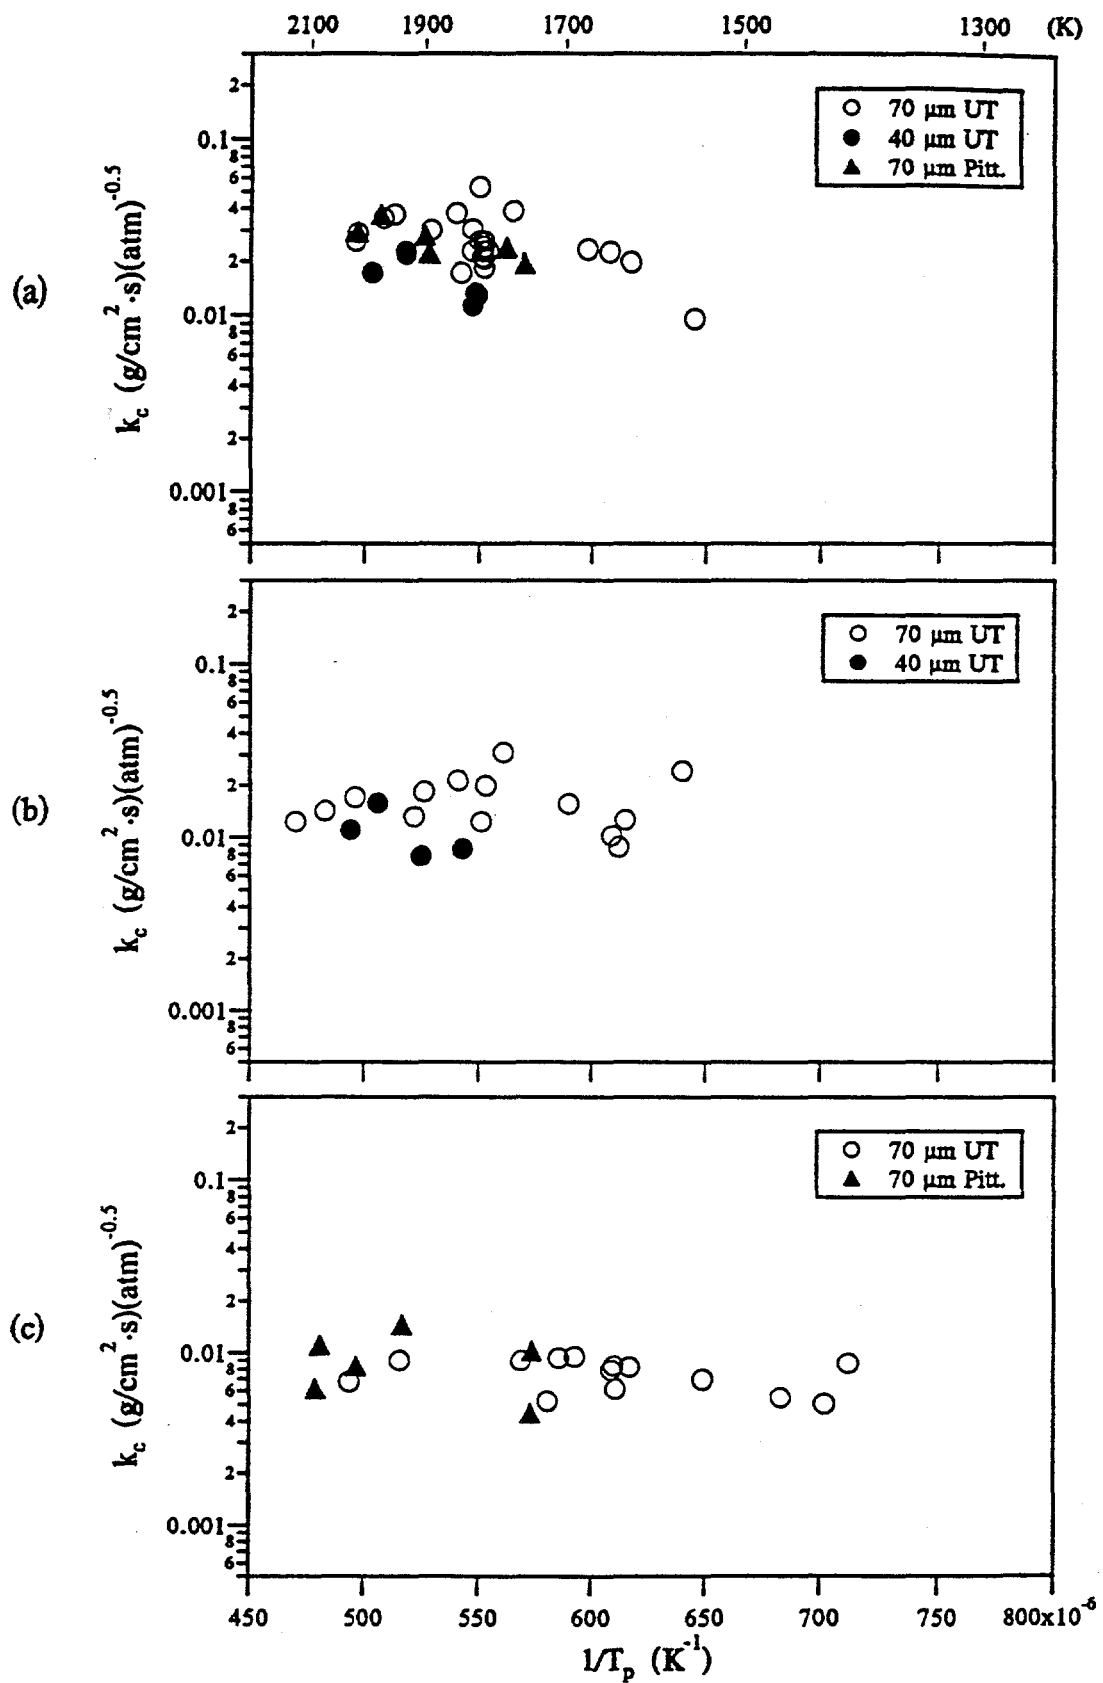 2100 1900 1700 1500 1300 (K)
(a)
k_c (g/cm^2 ·s)(atm)^-0.5
2
0.1
8
6
4
2
0.01
8
6
4
2
0.001
8
6
70 µm UT
40 µm UT
70 µm Pitt.
(b)
k_c (g/cm^2 ·s)(atm)^-0.5
2
0.1
8
6
4
2
0.01
8
6
4
2
0.001
8
6
70 µm UT
40 µm UT
(c)
k_c (g/cm^2 ·s)(atm)^-0.5
2
0.1
8
6
4
2
0.01
8
6
4
2
0.001
8
6
70 µm UT
70 µm Pitt.
450 500 550 600 650 700 750 800x10^-6
1/T_p (K^-1)